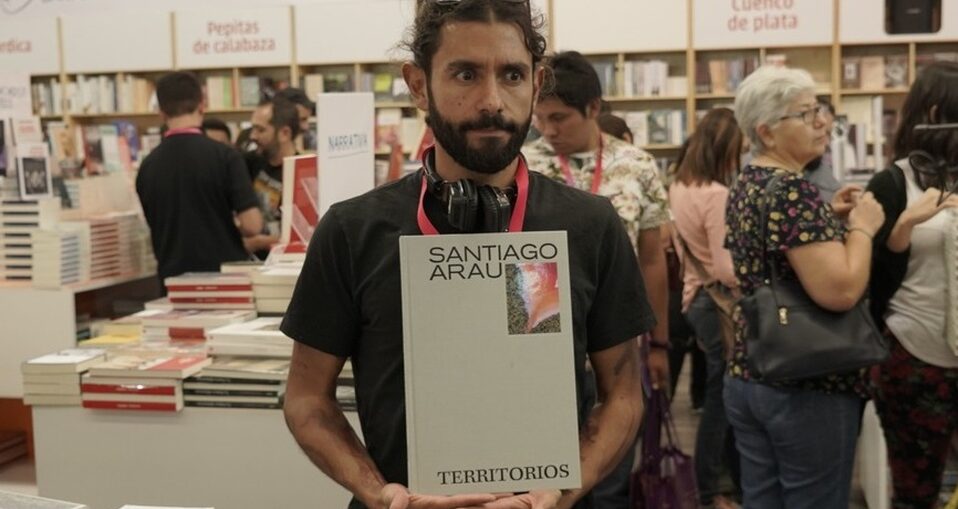 Pepitas
de calabaza
Cuenco
de plata
NARRATIVA
SANTIAGO
ARAU
TERRITORIOS